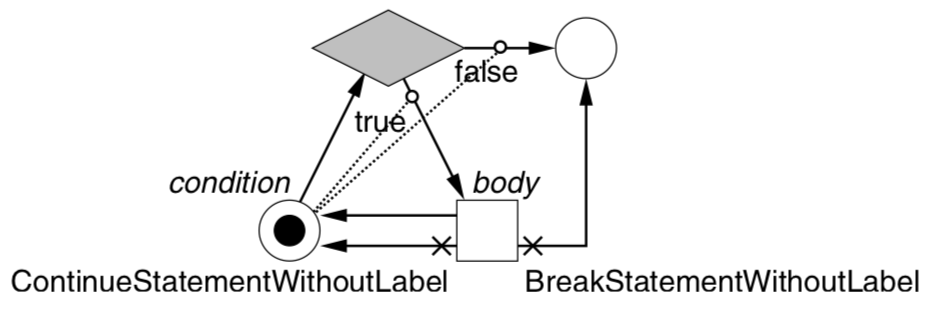 false
true
condition
body
ContinueStatementWithoutLabel
BreakStatementWithoutLabel